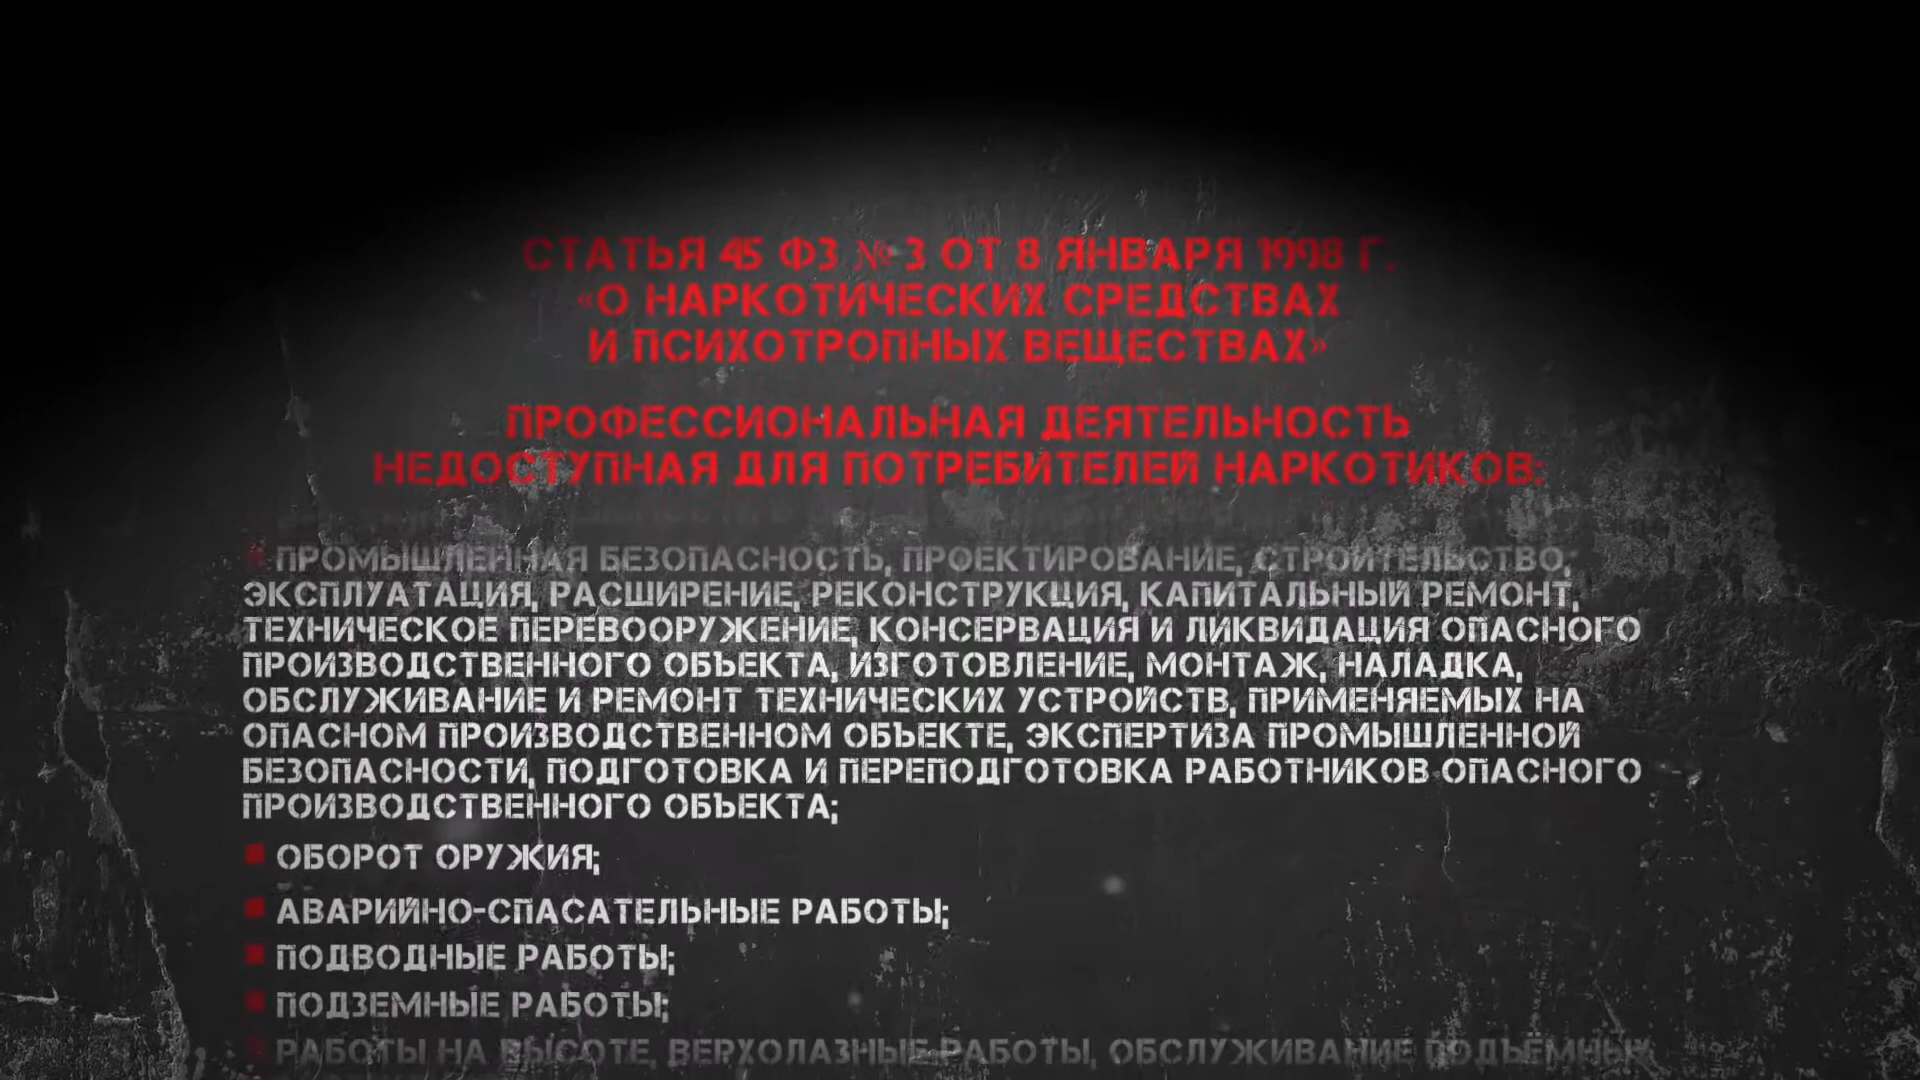 СТАТЬЯ 45 ФЗ № 3 ОТ 8 ЯНВАРЯ 1998 Г.
«О НАРКОТИЧЕСКИХ СРЕДСТВАХ
И ПСИХОТРОПНЫХ ВЕЩЕСТВАХ»
ПРОФЕССИОНАЛЬНАЯ ДЕЯТЕЛЬНОСТЬ
НЕДОСТУПНАЯ ДЛЯ ПОТРЕБИТЕЛЕЙ НАРКОТИКОВ:
ПРОМЫШЛЕННАЯ БЕЗОПАСНОСТЬ, ПРОЕКТИРОВАНИЕ, СТРОИТЕЛЬСТВО,
ЭКСПЛУАТАЦИЯ, РАСШИРЕНИЕ, РЕКОНСТРУКЦИЯ, КАПИТАЛЬНЫЙ РЕМОНТ,
ТЕХНИЧЕСКОЕ ПЕРЕВООРУЖЕНИЕ, КОНСЕРВАЦИЯ И ЛИКВИДАЦИЯ ОПАСНОГО
ПРОИЗВОДСТВЕННОГО ОБЪЕКТА, ИЗГОТОВЛЕНИЕ, МОНТАЖ, НАЛАДКА,
ОБСЛУЖИВАНИЕ И РЕМОНТ ТЕХНИЧЕСКИХ УСТРОЙСТВ, ПРИМЕНЯЕМЫХ НА
ОПАСНОМ ПРОИЗВОДСТВЕННОМ ОБЪЕКТЕ, ЭКСПЕРТИЗА ПРОМЫШЛЕННОЙ
БЕЗОПАСНОСТИ, ПОДГОТОВКА И ПЕРЕПОДГОТОВКА РАБОТНИКОВ ОПАСНОГО
ПРОИЗВОДСТВЕННОГО ОБЪЕКТА;
ОБОРОТ ОРУЖИЯ;
АВАРИЙНО-СПАСАТЕЛЬНЫЕ РАБОТЫ;
ПОДВОДНЫЕ РАБОТЫ;
ПОДЗЕМНЫЕ РАБОТЫ;
РАБОТЫ НА ВЫСОТЕ, ВЕРХОЛАЗНЫЕ РАБОТЫ, ОБСЛУЖИВАНИЕ ПОДЪЁМНЫХ